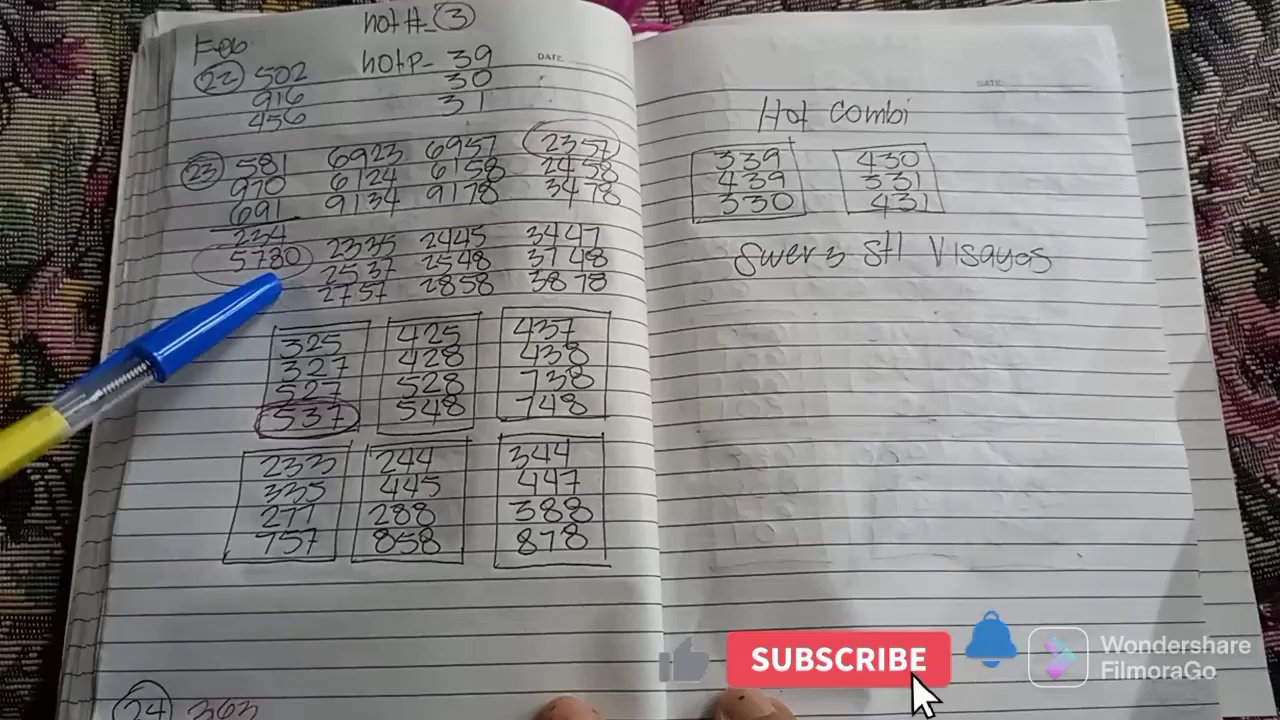 hot #- 3
Feb
hotp- 39
22 502
30
916
31
456
DATE:
23 581 6923 6957 2357
970 6124 6158 2458
691 9134 9178 3478
234
5780 2335 2445 3447
2537 2548 3748
2757 2858 3878
325 425 437
327 428 438
527 528 738
537 548 748
233 244 344
335 445 447
277 288 388
757 858 878
24 363
DATE:
Hot combi
339 430
439 331
330 431
Swer3 Stl Visayas
SUBSCRIBE
Wondershare
FilmoraGo